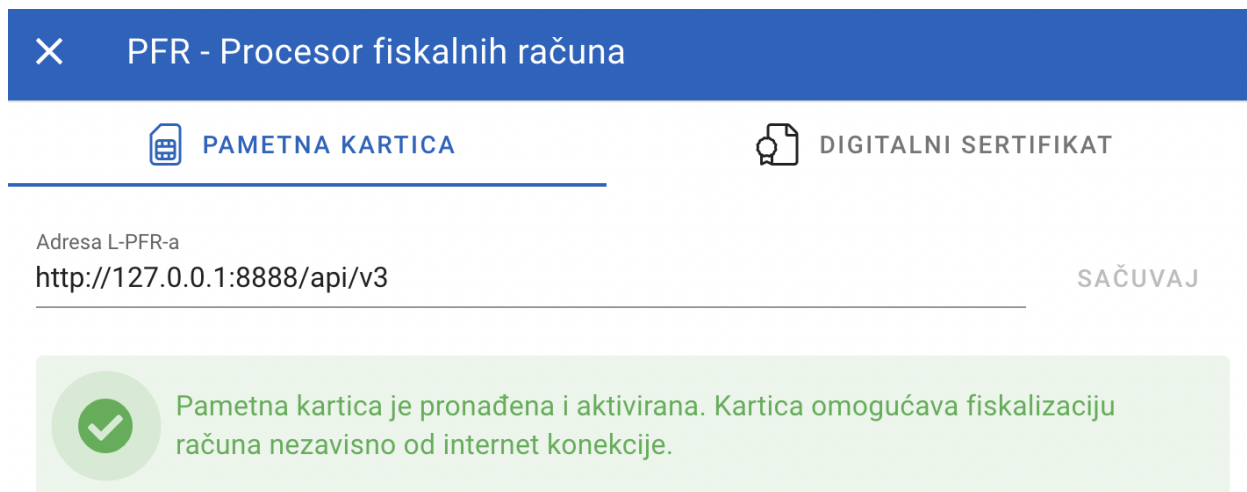 PFR - Procesor fiskalnih računa
PAMETNA KARTICA
DIGITALNI SERTIFIKAT
Adresa L-PFR-a
http://127.0.0.1:8888/api/v3
SAČUVAJ
Pametna kartica je pronađena i aktivirana. Kartica omogućava fiskalizaciju
računa nezavisno od internet konekcije.